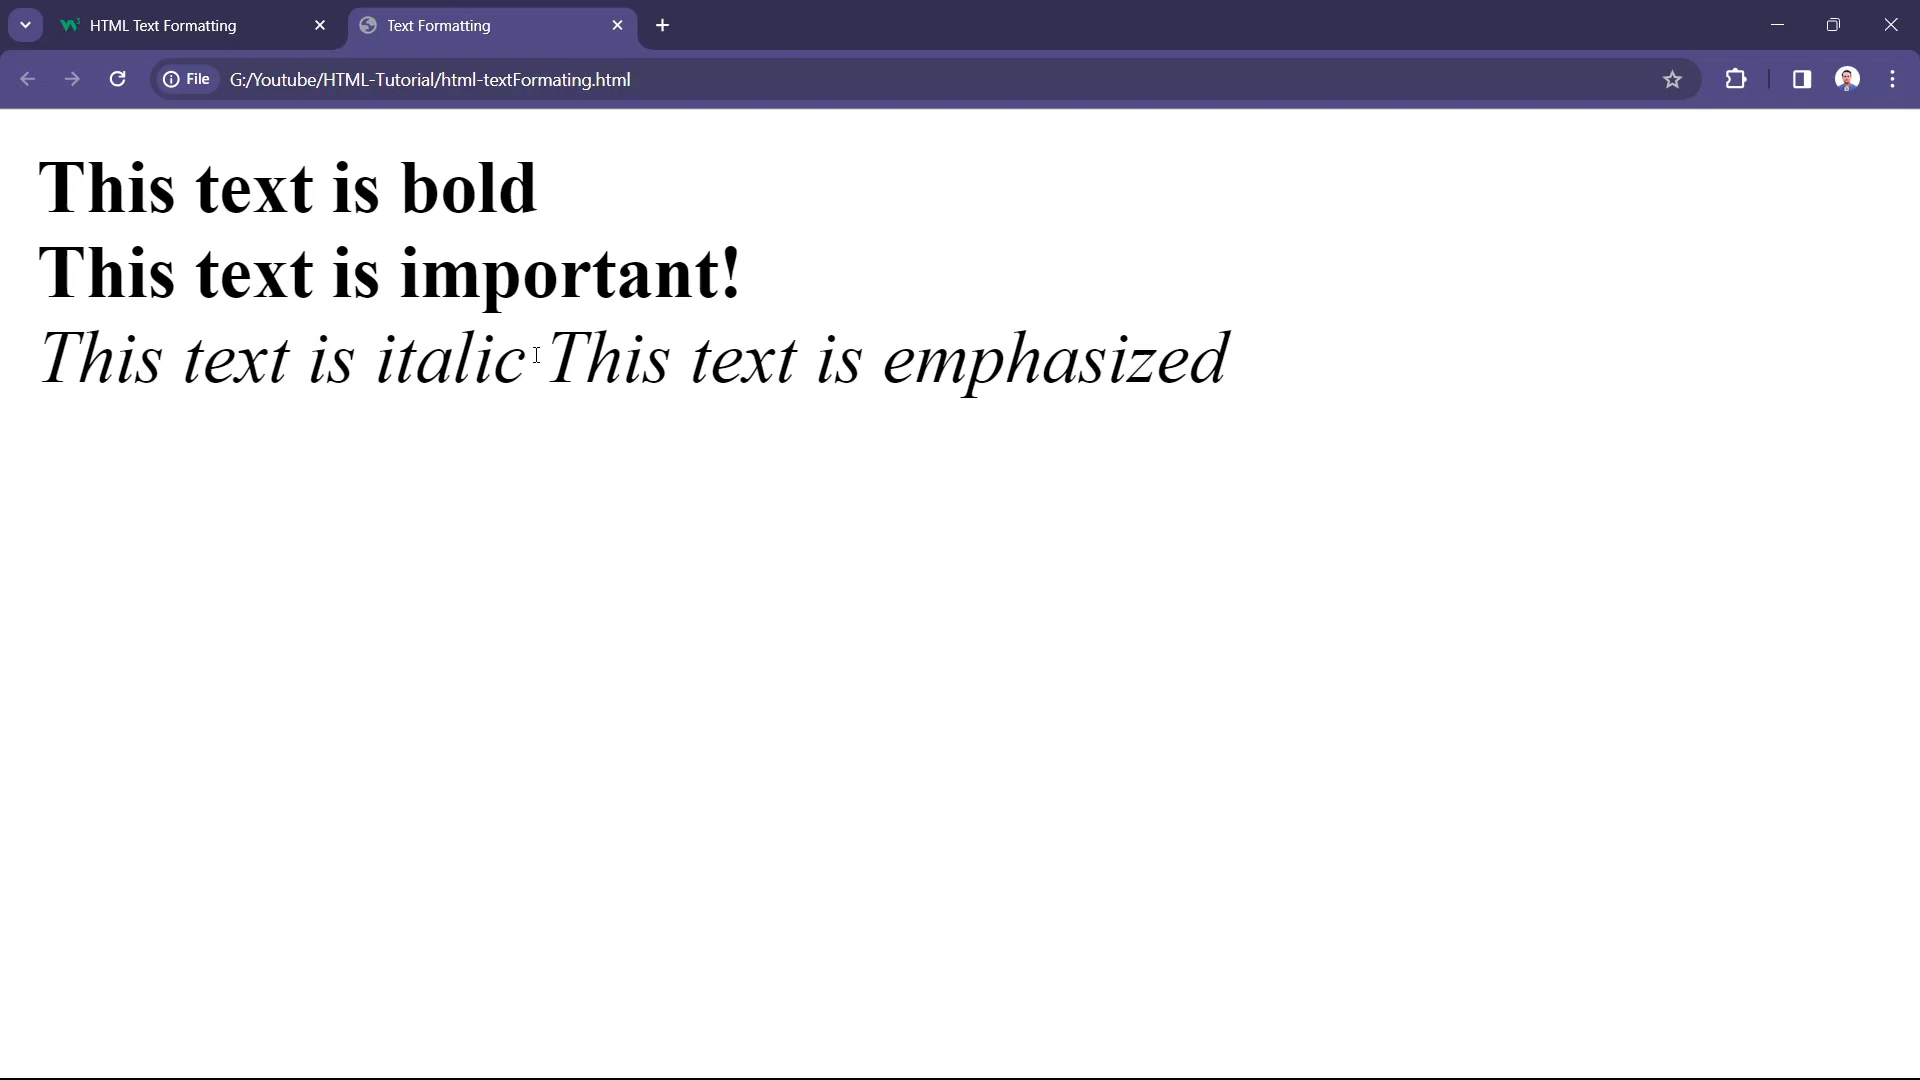 HTML Text Formatting
Text Formatting
File G:/Youtube/HTML-Tutorial/html-textFormating.html
This text is bold
This text is important!
This text is italic This text is emphasized